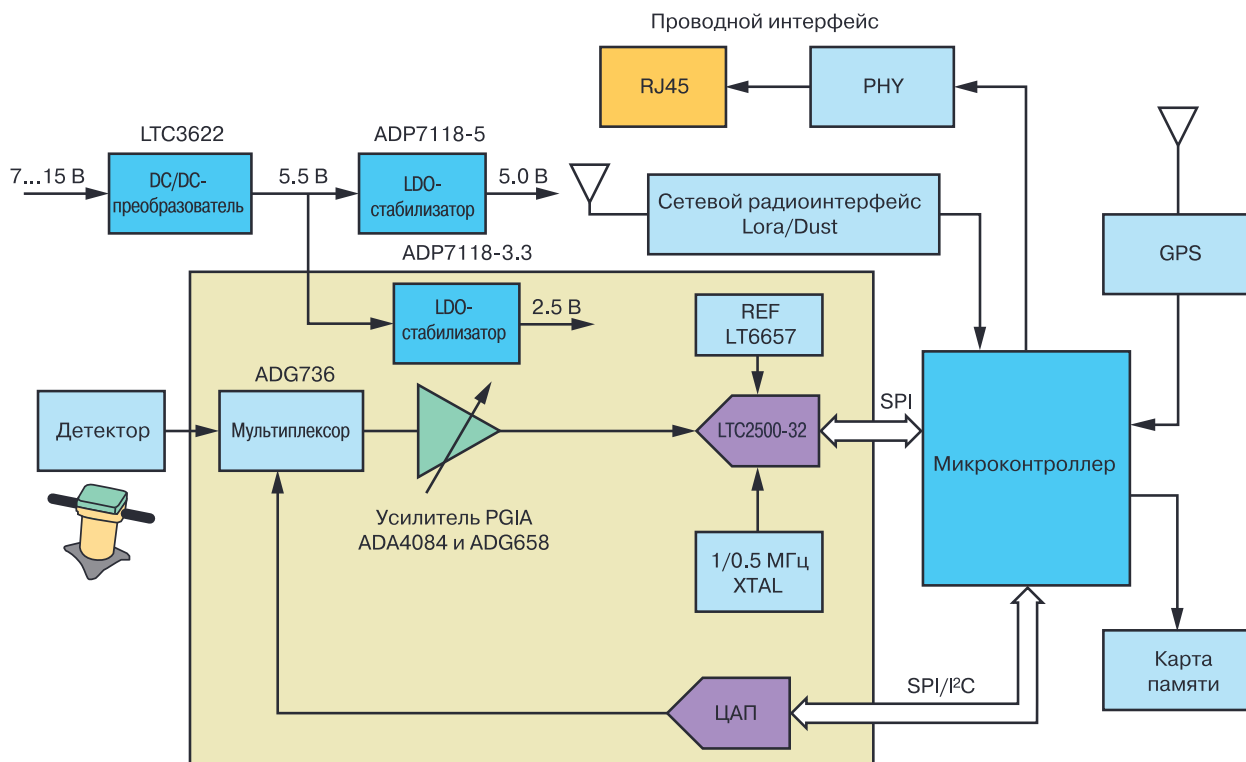 Проводной интерфейс
RJ45
PHY
LTC3622
ADP7118-5
7...15 В
DC/DC-
преобразователь
5.5 В
LDO-
стабилизатор
5.0 В
Сетевой радиоинтерфейс
Lora/Dust
GPS
ADP7118-3.3
LDO-
стабилизатор
2.5 В
REF
LT6657
ADG736
Детектор
Мультиплексор
LTC2500-32
SPI
Микроконтроллер
Усилитель PGIA
ADA4084 и ADG658
1/0.5 МГц
XTAL
Карта
памяти
ЦАП
SPI/I²C